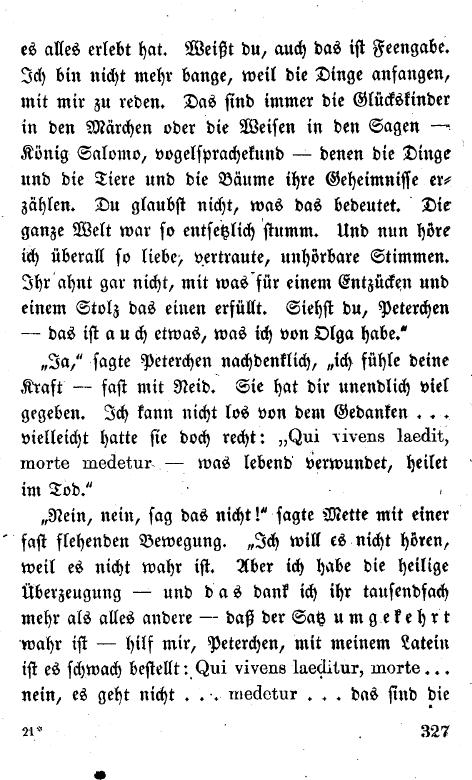 es alles erlebt hat. Weißt du, auch das ist Feengabe.
Ich bin nicht mehr bange, weil die Dinge anfangen,
mit mir zu reden. Das sind immer die Glückskinder
in den Märchen oder die Weisen in den Sagen —
König Salomo, vogelsprachekund — denen die Dinge
und die Tiere und die Bäume ihre Geheimnisse er-
zählen. Du glaubst nicht, was das bedeutet. Die
ganze Welt war so entsetzlich stumm. Und nun höre
ich überall so liebe, vertraute, unhörbare Stimmen.
Ihr ahnt gar nicht, mit was für einem Entzücken und
einem Stolz das einen erfüllt. Siehst du, Peterchen
— das ist auch etwas, was ich von Olga habe.“
„Ja,“ sagte Peterchen nachdenklich, „ich fühle deine
Kraft — fast mit Neid. Sie hat dir unendlich viel
gegeben. Ich kann nicht los von dem Gedanken ...
vielleicht hatte sie doch recht: „Qui vivens laedit,
morte medetur — was lebend verwundet, heilet
im Tod.“
„Nein, nein, sag das nicht!“ sagte Mette mit einer
fast flehenden Bewegung. „Ich will es nicht hören,
weil es nicht wahr ist. Aber ich habe die heilige
Überzeugung — und das dank ich ihr tausendfach
mehr als alles andere — daß der Satz umgekehrt
wahr ist — hilf mir, Peterchen, mit meinem Latein
ist es schwach bestellt: Qui vivens laeditur, morte ...
nein, es geht nicht ... medetur ... das sind die
21*
327